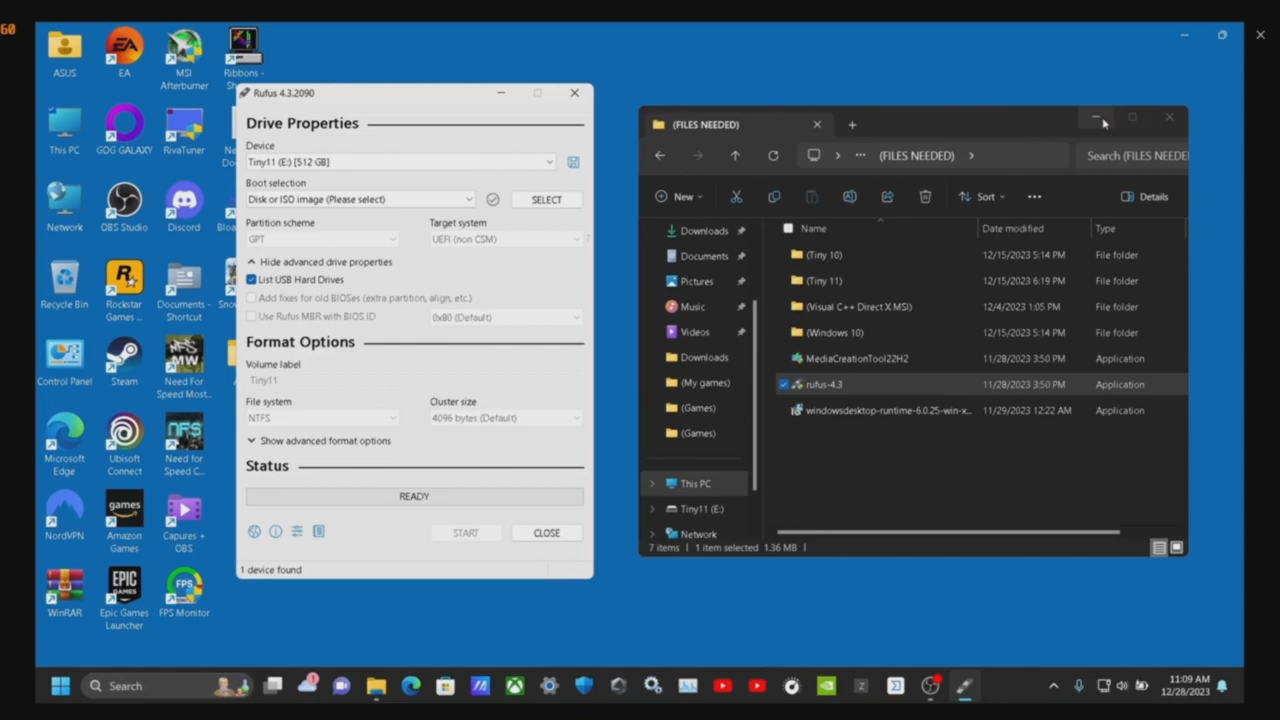 60
ASUS
EA
MSI
Afterburner
Ribbons -
This PC
GOG GALAXY
RivaTuner
Network
OBS Studio
Discord
Recycle Bin
Rockstar
Games ...
Documents -
Shortcut
Control Panel
Steam
Need For
Speed Most...
Microsoft
Edge
Ubisoft
Connect
Need for
Speed C...
NordVPN
Amazon
Games
Capures +
OBS
WinRAR
Epic Games
Launcher
FPS Monitor
Rufus 4.3.2090
Drive Properties
Device
Tiny11 (E:) [512 GB]
Boot selection
Disk or ISO image (Please select)
SELECT
Partition scheme
Target system
GPT
UEFI (non CSM)
?
Hide advanced drive properties
List USB Hard Drives
Add fixes for old BIOSes (extra partition, align, etc.)
Use Rufus MBR with BIOS ID
0x80 (Default)
Format Options
Volume label
Tiny11
File system
Cluster size
NTFS
4096 bytes (Default)
Show advanced format options
Status
READY
START
CLOSE
1 device found
(FILES NEEDED)
(FILES NEEDED)
Search (FILES NEEDE
New
Sort
Details
Name
Date modified
Type
Downloads
Documents
Pictures
Music
Videos
Downloads
(My games)
(Games)
(Games)
This PC
Tiny11 (E:)
Network
(Tiny 10) 12/15/2023 5:14 PM File folder
(Tiny 11) 12/15/2023 6:19 PM File folder
(Visual C++ Direct X MSI) 12/4/2023 1:05 PM File folder
(Windows 10) 12/15/2023 5:14 PM File folder
MediaCreationTool22H2 11/28/2023 3:50 PM Application
rufus-4.3 11/28/2023 3:50 PM Application
windowsdesktop-runtime-6.0.25-win-x... 11/29/2023 12:22 AM Application
7 items | 1 item selected 1.36 MB |
Search
11:09 AM
12/28/2023